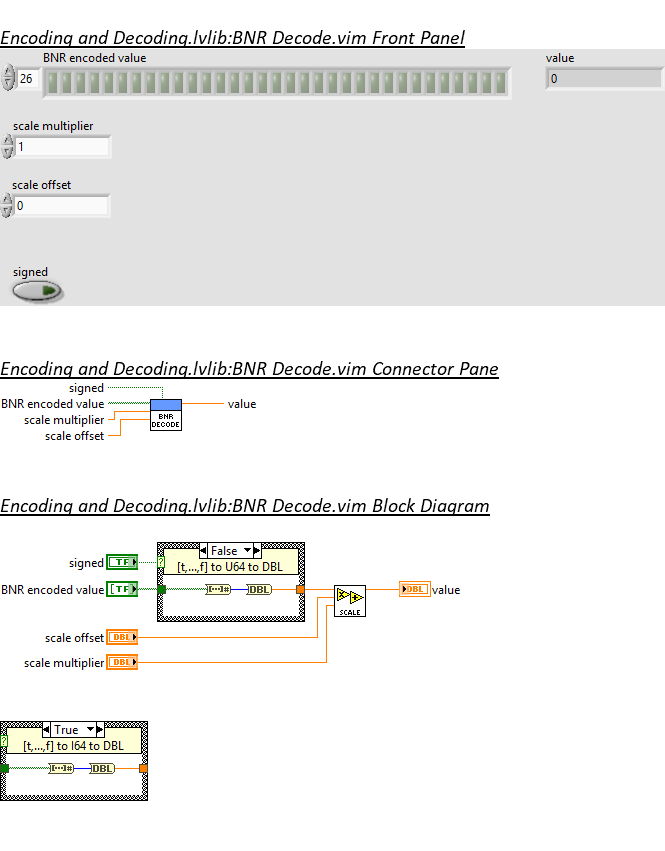 Encoding and Decoding.lvlib:BNR Decode.vim Front Panel
BNR encoded value
value
26
0
scale multiplier
1
scale offset
0
signed
Encoding and Decoding.lvlib:BNR Decode.vim Connector Pane
signed
BNR encoded value
value
scale multiplier
scale offset
BNR
DECODE
Encoding and Decoding.lvlib:BNR Decode.vim Block Diagram
False
signed
TF
?
[t,...,f] to U64 to DBL
BNR encoded value
[TF
[...]#
DBL
DBL
value
SCALE
scale offset
DBL
scale multiplier
DBL
True
?
[t,...,f] to I64 to DBL
[...]#
DBL